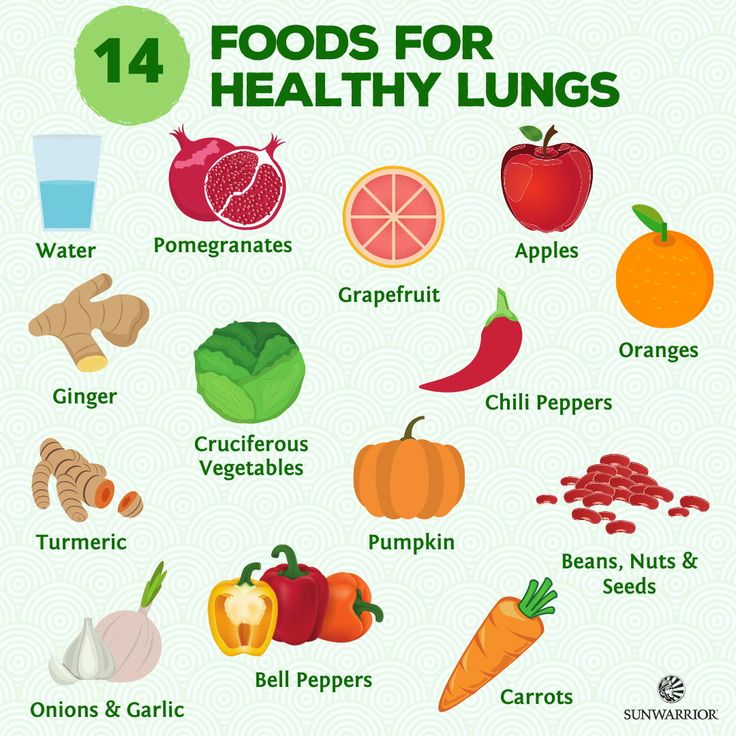 14
FOODS FOR
HEALTHY LUNGS
Water
Pomegranates
Grapefruit
Apples
Oranges
Ginger
Cruciferous
Vegetables
Chili Peppers
Turmeric
Pumpkin
Beans, Nuts &
Seeds
Onions & Garlic
Bell Peppers
Carrots
SUNWARRIOR